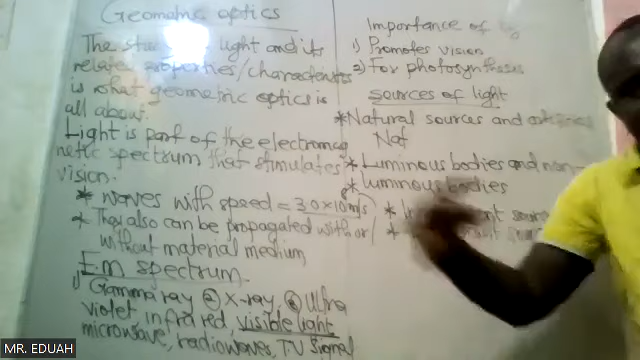 Geometric optics
The study light and its
related properties/characteristics
is what geometric optics is
all about.
Light is part of the electromag
netic spectrum that stimulates
vision.
* waves with speed = 3.0×10⁸m/s
* They also can be propagated with or
without material medium
Em spectrum.
1) Gamma ray ② X-ray, ③ Ultra
violet infrared, visible light
microwave, radiowaves, TV Signal
Importance of
1) Promotes vision
2) For photosynthesis
sources of light
* Natural sources and
Nat
* Luminous bodies and non-
* luminous bodies
*
*
MR. EDUAH